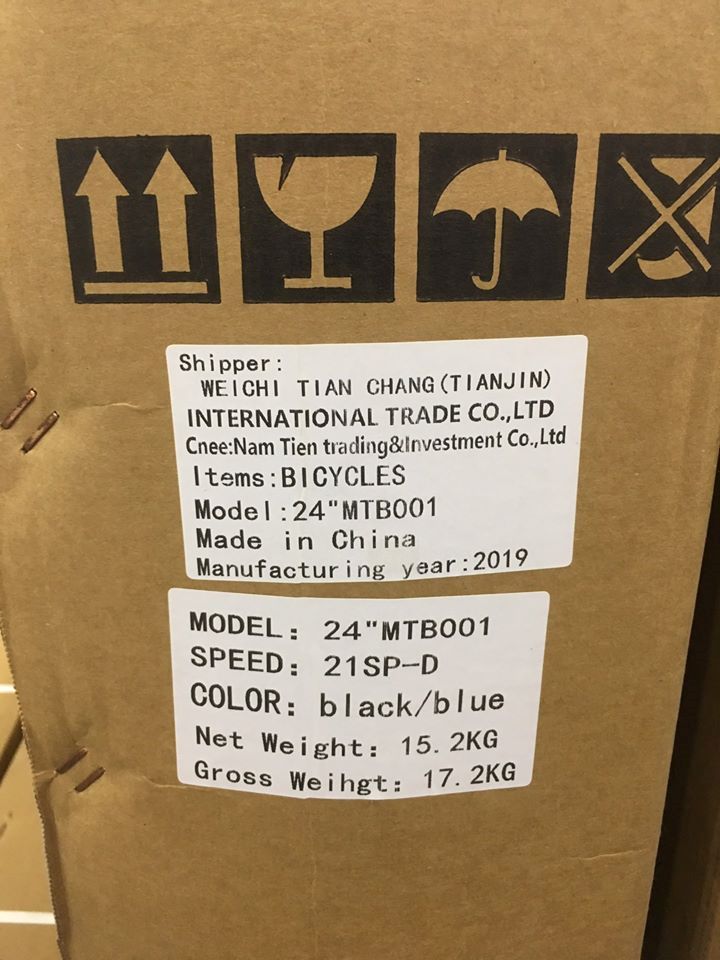 Shipper:
WEICHI TIAN CHANG(TIANJIN)
INTERNATIONAL TRADE CO.,LTD
Cnee:Nam Tien trading&Investment Co.,Ltd
Items:BICYCLES
Model:24"MTB001
Made in China
Manufacturing year:2019
MODEL: 24"MTB001
SPEED: 21SP-D
COLOR: black/blue
Net Weight: 15.2KG
Gross Weihgt: 17.2KG